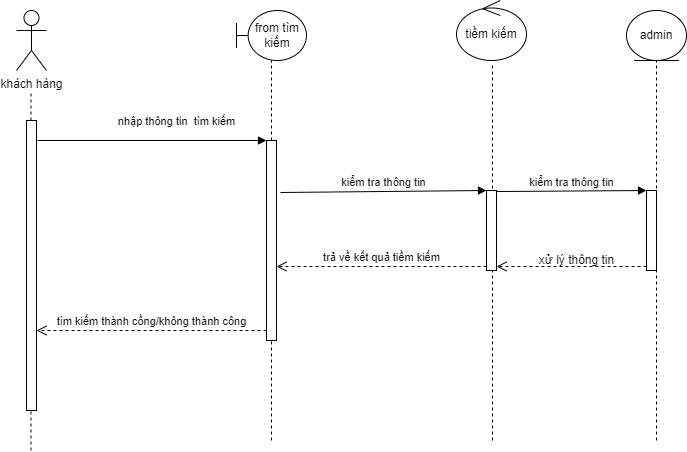 from tìm
kiếm
tiềm kiếm
admin
khách hàng
nhập thông tin tìm kiếm
kiểm tra thông tin
kiểm tra thông tin
trả về kết quả tiềm kiếm
xử lý thông tin
tìm kiếm thành cồng/không thành công